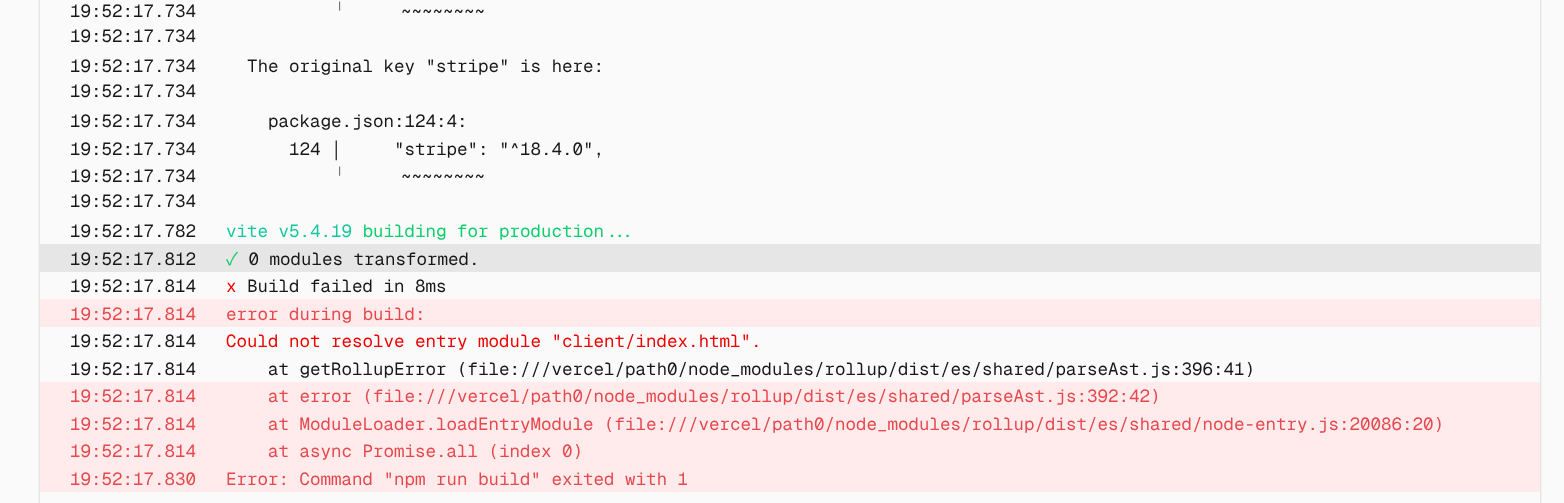 19:52:17.734 ╵ ~~~~~~~~
19:52:17.734
19:52:17.734 The original key "stripe" is here:
19:52:17.734
19:52:17.734 package.json:124:4:
19:52:17.734 124 │ "stripe": "^18.4.0",
19:52:17.734 ╵ ~~~~~~~~
19:52:17.734
19:52:17.782 vite v5.4.19 building for production...
19:52:17.812 ✓ 0 modules transformed.
19:52:17.814 x Build failed in 8ms
19:52:17.814 error during build:
19:52:17.814 Could not resolve entry module "client/index.html".
19:52:17.814 at getRollupError (file:///vercel/path0/node_modules/rollup/dist/es/shared/parseAst.js:396:41)
19:52:17.814 at error (file:///vercel/path0/node_modules/rollup/dist/es/shared/parseAst.js:392:42)
19:52:17.814 at ModuleLoader.loadEntryModule (file:///vercel/path0/node_modules/rollup/dist/es/shared/node-entry.js:20086:20)
19:52:17.814 at async Promise.all (index 0)
19:52:17.830 Error: Command "npm run build" exited with 1